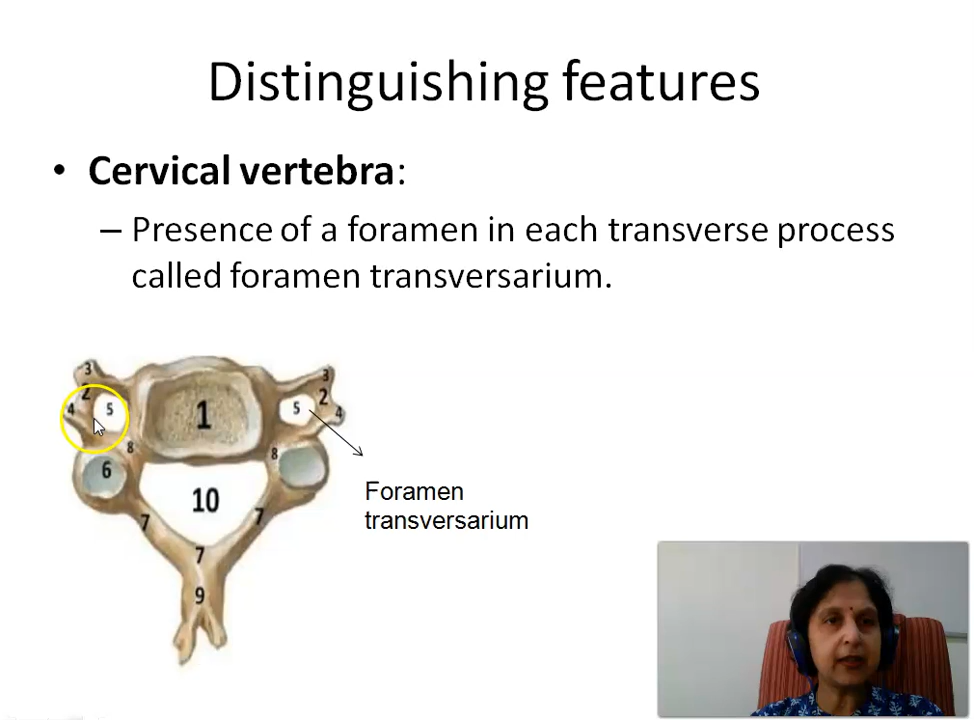 Distinguishing features
• Cervical vertebra:
– Presence of a foramen in each transverse process
called foramen transversarium.
3
2
4
5
1
3
2
5
4
8
8
6
10
7
7
7
9
Foramen
transversarium